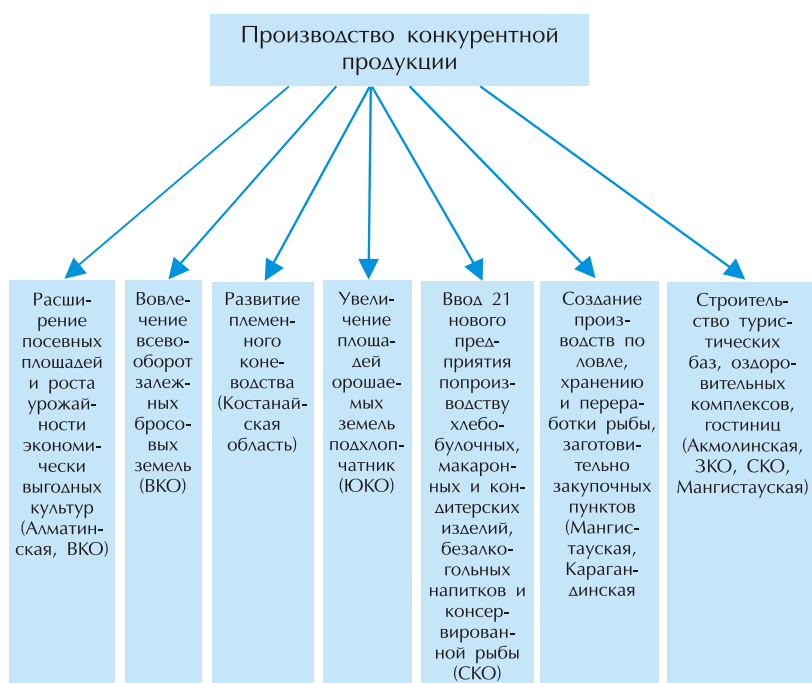 Производство конкурентной
продукции
Расши-
рение
посевных
площадей
и роста
урожай-
ности
экономи-
чески
выгодных
культур
(Алматин-
ская, ВКО)
Вовле-
чение
всево-
оборот
залеж-
ных
бросо-
вых
земель
(ВКО)
Развитие
племен-
ного
коне-
водства
(Костанай-
ская
область)
Увели-
чение
площа-
дей
орошае-
мых
земель
подхлоп-
чатник
(ЮКО)
Ввод 21
нового
пред-
приятия
попроиз-
водству
хлебо-
булочных,
макарон-
ных и кон-
дитерских
изделий,
безалко-
гольных
напитков и
консер-
вирован-
ной рыбы
(СКО)
Создание
произ-
водств по
ловле,
хранению
и перера-
ботки рыбы,
заготови-
тельно
закупочных
пунктов
(Мангис-
тауская,
Караган-
динская
Строитель-
ство турис-
тических
баз, оздоро-
вительных
комплексов,
гостиниц
(Акмолинская,
ЗКО, СКО,
Мангистауская)